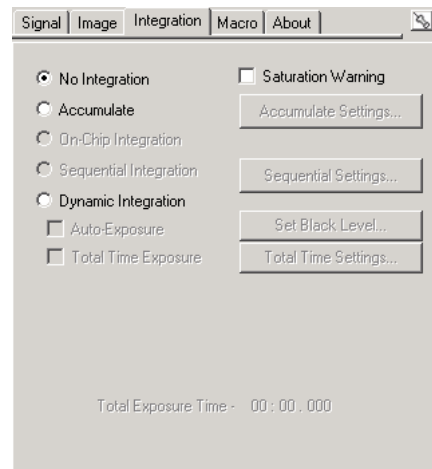 Signal Image Integration Macro About
No Integration Saturation Warning
Accumulate Accumulate Settings...
On-Chip Integration
Sequential Integration Sequential Settings...
Dynamic Integration
Auto-Exposure Set Black Level...
Total Time Exposure Total Time Settings...
Total Exposure Time - 00 : 00 . 000